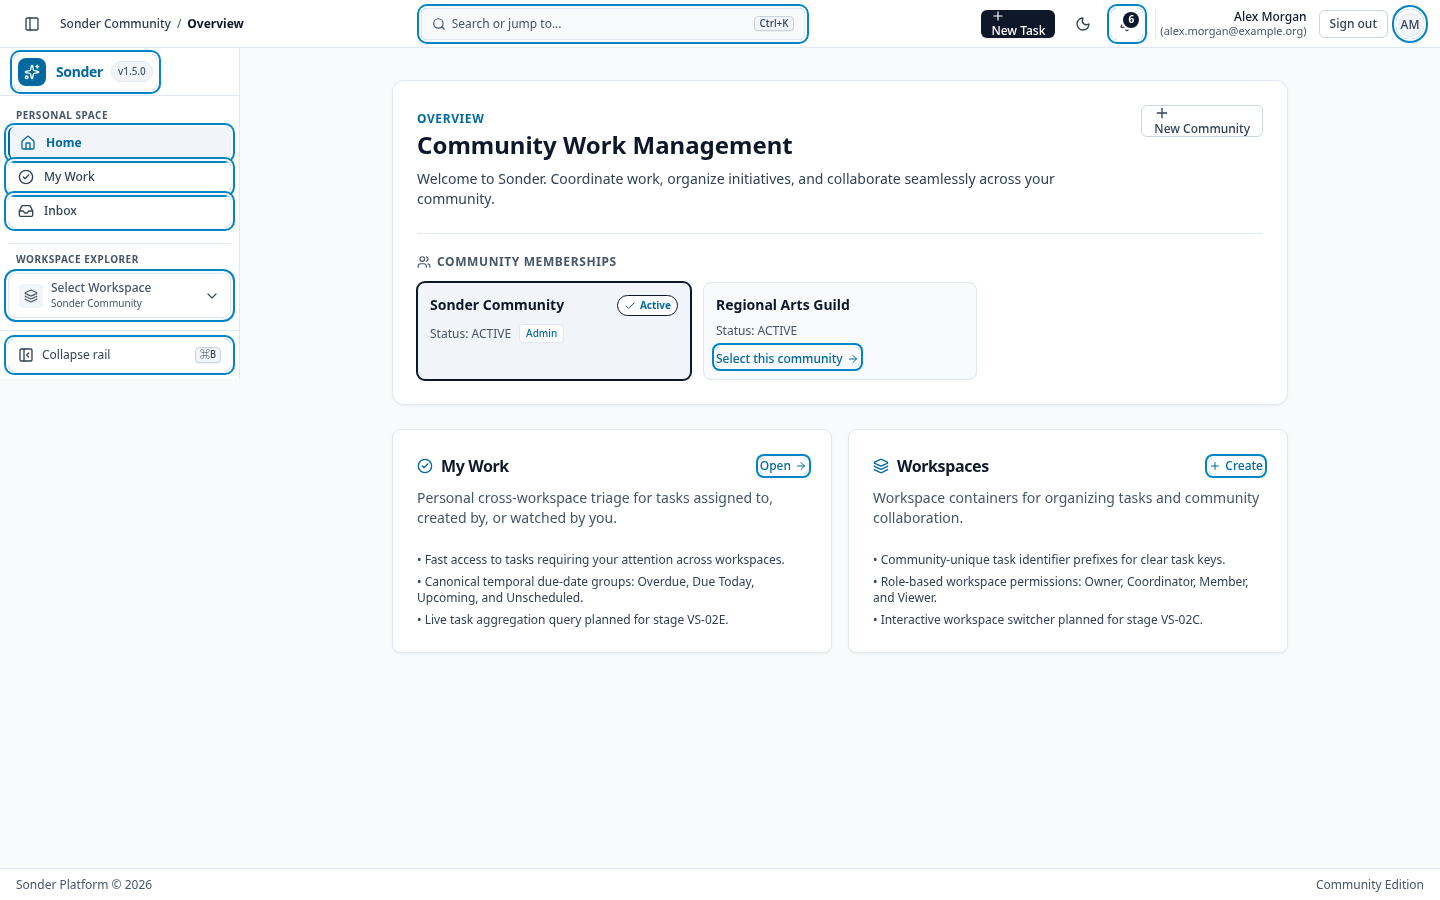 Sonder Community / Overview
Search or jump to...
Ctrl+K
New Task
6
Alex Morgan
(alex.morgan@example.org)
Sign out
AM
Sonder
v1.5.0
PERSONAL SPACE
Home
My Work
Inbox
WORKSPACE EXPLORER
Select Workspace
Sonder Community
Collapse rail
⌘B
OVERVIEW
Community Work Management
New Community
Welcome to Sonder. Coordinate work, organize initiatives, and collaborate seamlessly across your
community.
COMMUNITY MEMBERSHIPS
Sonder Community
Active
Status: ACTIVE
Admin
Regional Arts Guild
Status: ACTIVE
Select this community →
My Work
Open →
Personal cross-workspace triage for tasks assigned to,
created by, or watched by you.
• Fast access to tasks requiring your attention across workspaces.
• Canonical temporal due-date groups: Overdue, Due Today,
Upcoming, and Unscheduled.
• Live task aggregation query planned for stage VS-02E.
Workspaces
+ Create
Workspace containers for organizing tasks and community
collaboration.
• Community-unique task identifier prefixes for clear task keys.
• Role-based workspace permissions: Owner, Coordinator, Member,
and Viewer.
• Interactive workspace switcher planned for stage VS-02C.
Sonder Platform © 2026
Community Edition